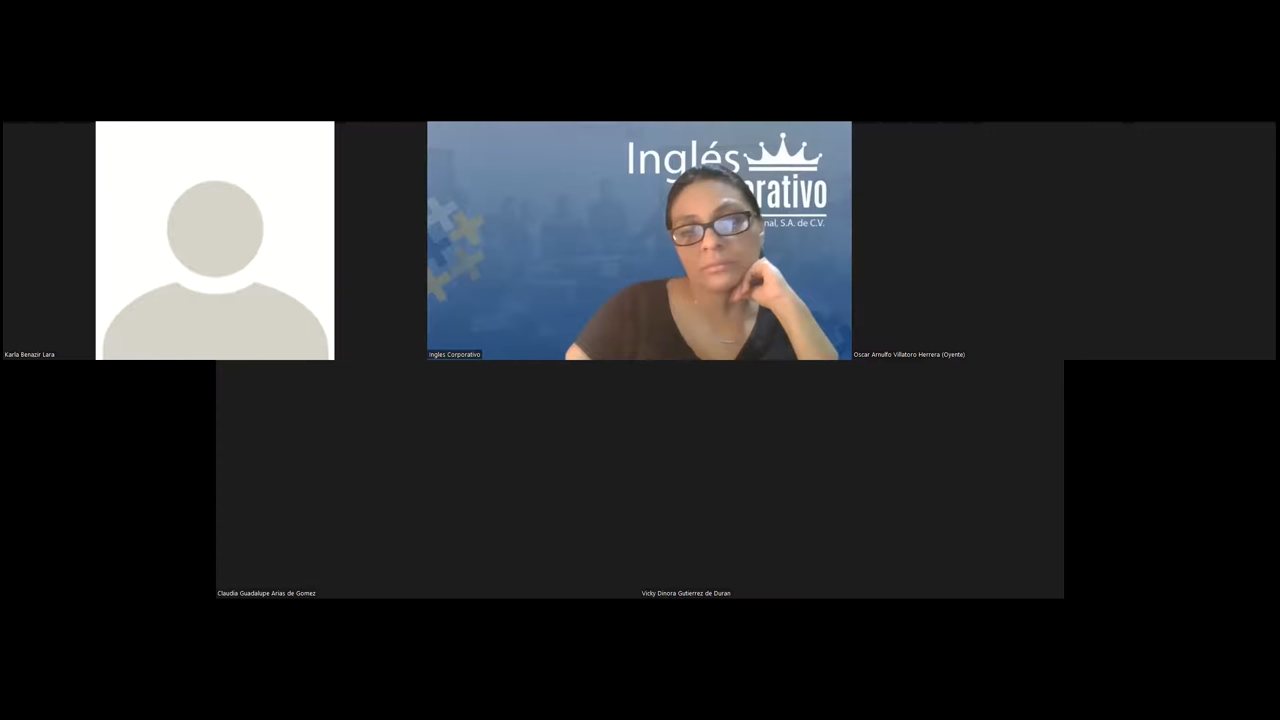 Inglés
orativo
nal, S.A. de C.V.
Karla Benazir Lara
Ingles Corporativo
Oscar Arnulfo Villatoro Herrera (Oyente)
Claudia Guadalupe Arias de Gomez
Vicky Dinora Gutierrez de Duran